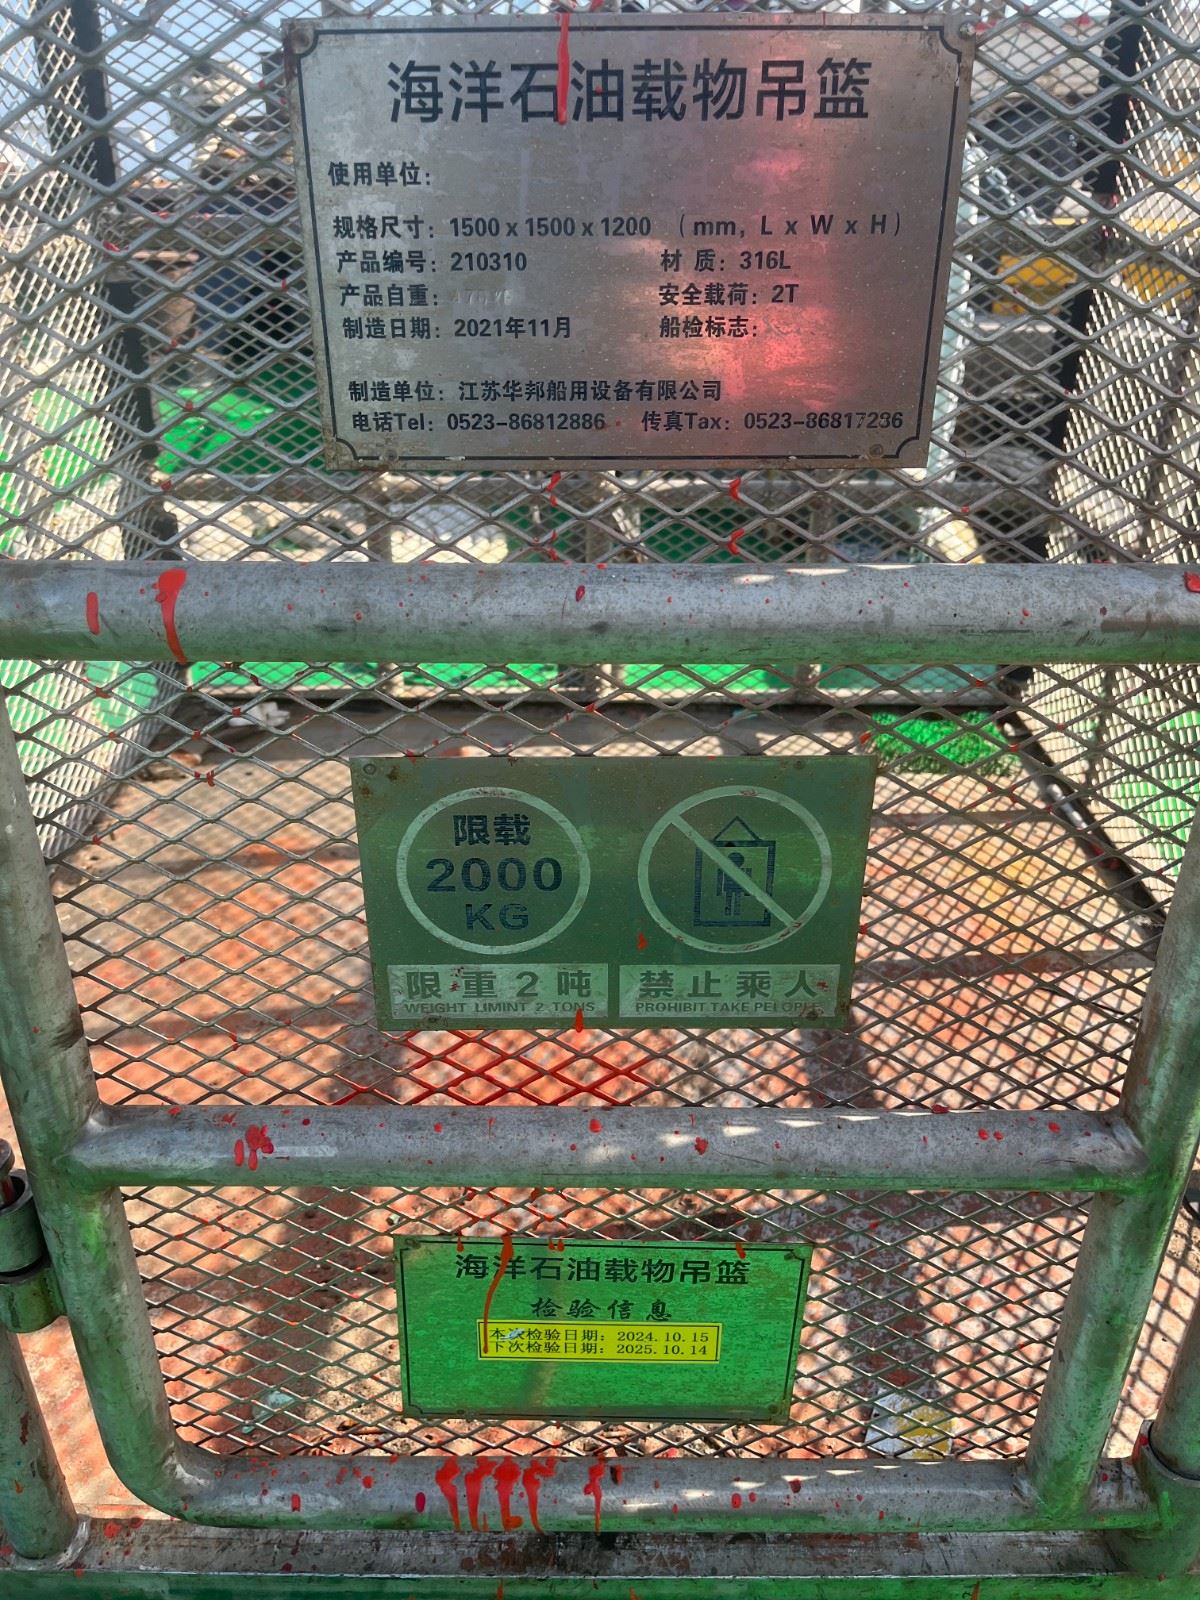 海洋石油载物吊篮
使用单位:
规格尺寸: 1500 x 1500 x 1200 (mm, L x W x H)
产品编号: 210310 材 质: 316L
产品自重: 安全载荷: 2T
制造日期: 2021年11月 船检标志:
制造单位: 江苏华邦船用设备有限公司
电话Tel: 0523-86812886 传真Tax: 0523-86817236
限载
2000
KG
限重2吨 禁止乘人
WEIGHT LIMINT 2 TONS PROHIBIT TAKE PELOPLE
海洋石油载物吊篮
检验信息
本次检验日期: 2024.10.15
下次检验日期: 2025.10.14